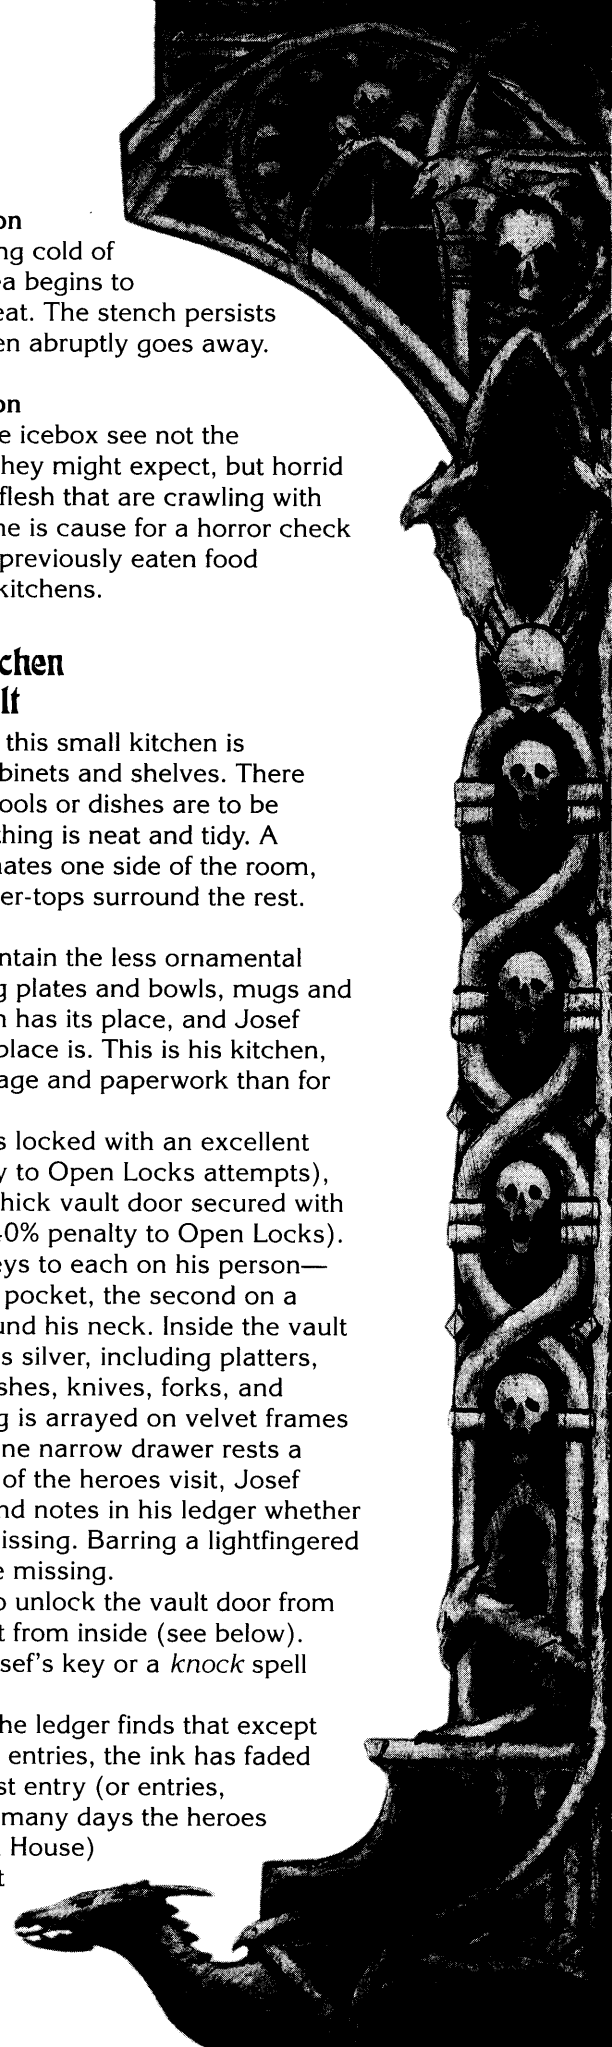 on
ng cold of
ea begins to
eat. The stench persists
en abruptly goes away.
on
e icebox see not the
hey might expect, but horrid
flesh that are crawling with
ne is cause for a horror check
previously eaten food
kitchens.
chen
lt
this small kitchen is
binets and shelves. There
ools or dishes are to be
thing is neat and tidy. A
nates one side of the room,
er-tops surround the rest.
ntain the less ornamental
g plates and bowls, mugs and
n has its place, and Josef
place is. This is his kitchen,
age and paperwork than for
s locked with an excellent
y to Open Locks attempts),
hick vault door secured with
40% penalty to Open Locks).
eys to each on his person—
pocket, the second on a
und his neck. Inside the vault
s silver, including platters,
shes, knives, forks, and
g is arrayed on velvet frames
ne narrow drawer rests a
of the heroes visit, Josef
nd notes in his ledger whether
issing. Barring a lightfingered
e missing.
o unlock the vault door from
t from inside (see below).
sef's key or a knock spell
he ledger finds that except
entries, the ink has faded
st entry (or entries,
many days the heroes
House)
t